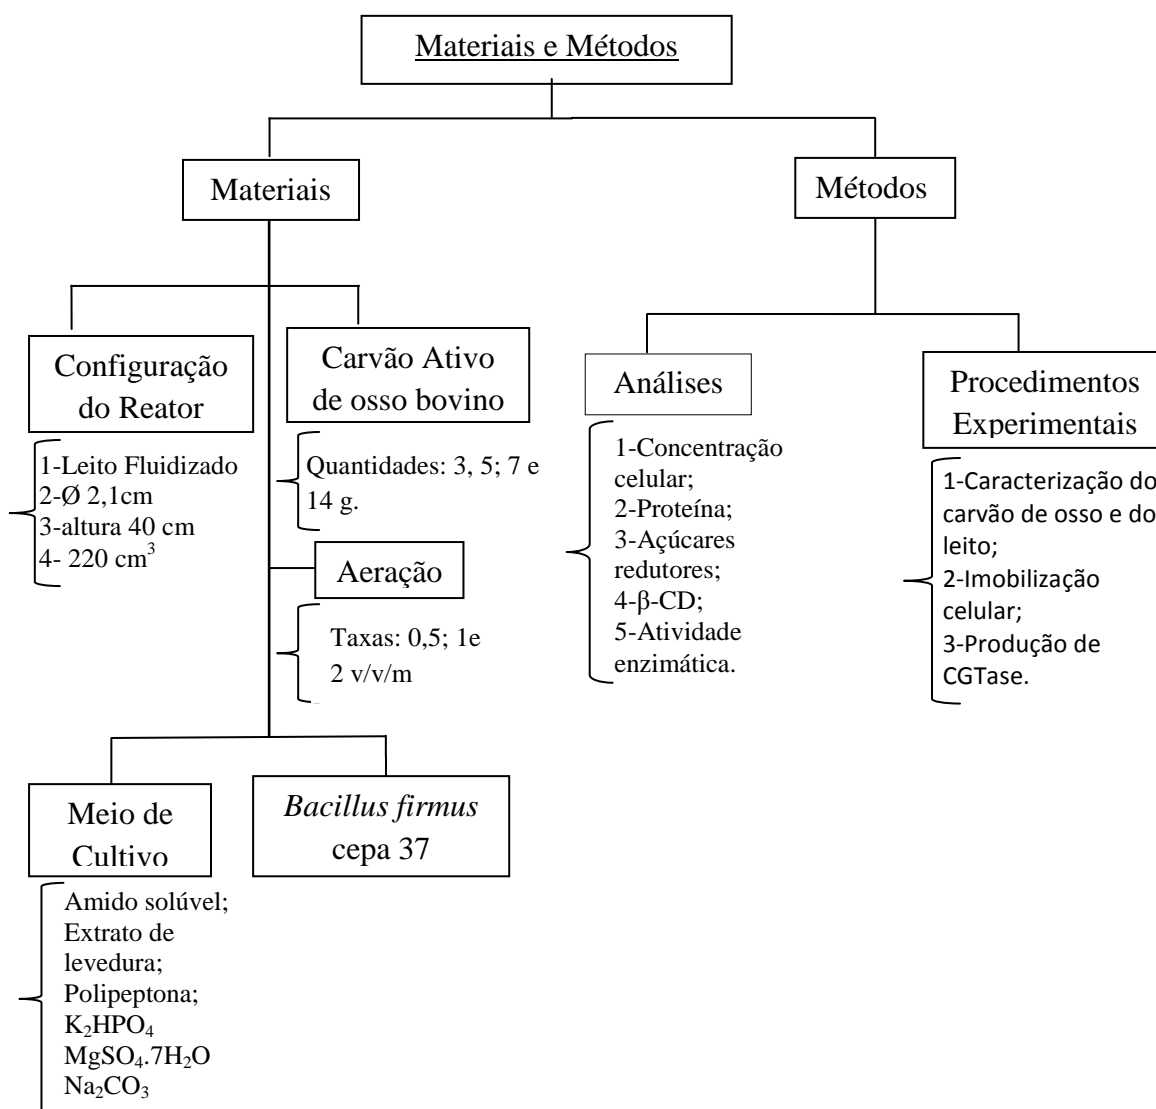 Materiais e Métodos
Materiais
Métodos
Configuração
do Reator
1-Leito Fluidizado
2-Ø 2,1cm
3-altura 40 cm
4- 220 cm³
Carvão Ativo
de osso bovino
Quantidades: 3, 5; 7 e
14 g.
Aeração
Taxas: 0,5; 1e
2 v/v/m
Análises
1-Concentração
celular;
2-Proteína;
3-Açúcares
redutores;
4-β-CD;
5-Atividade
enzimática.
Procedimentos
Experimentais
1-Caracterização do
carvão de osso e do
leito;
2-Imobilização
celular;
3-Produção de
CGTase.
Meio de
Cultivo
Amido solúvel;
Extrato de
levedura;
Polipeptona;
K₂HPO₄
MgSO₄.7H₂O
Na₂CO₃
Bacillus firmus
cepa 37